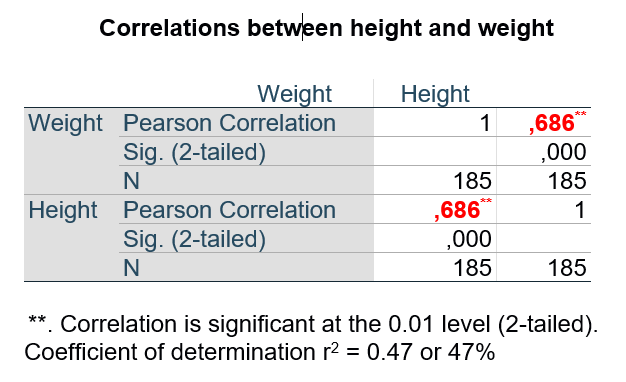 Correlations between height and weight
Weight Height
Weight Pearson Correlation 1 ,686**
Sig. (2-tailed) ,000
N 185 185
Height Pearson Correlation ,686** 1
Sig. (2-tailed) ,000
N 185 185
**. Correlation is significant at the 0.01 level (2-tailed).
Coefficient of determination r² = 0.47 or 47%